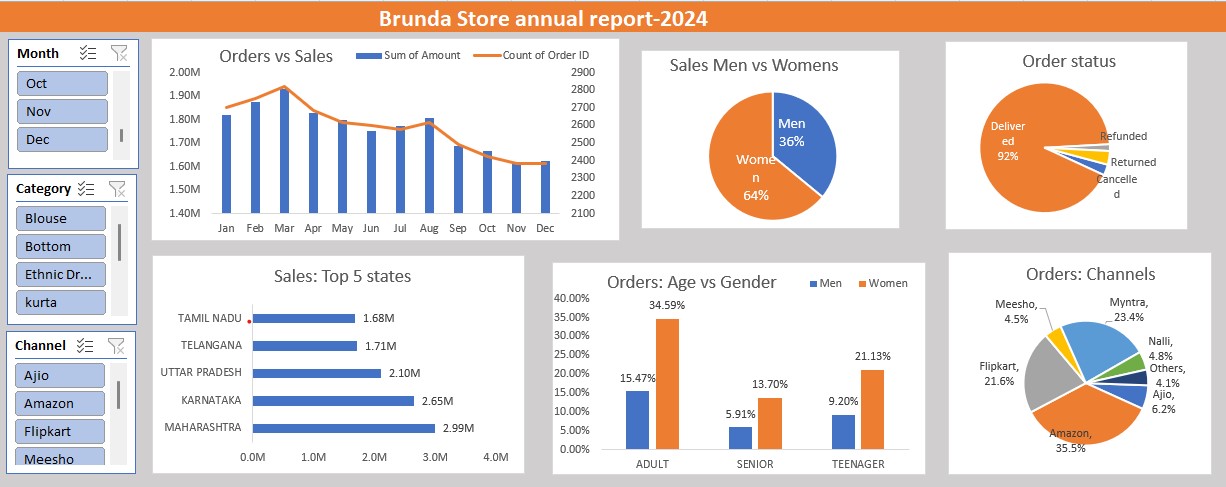 Brunda Store annual report-2024
Month
Oct
Nov
Dec
Category
Blouse
Bottom
Ethnic Dr...
kurta
Channel
Ajio
Amazon
Flipkart
Meesho
Orders vs Sales
Sum of Amount
Count of Order ID
2.00M
1.90M
1.80M
1.70M
1.60M
1.50M
1.40M
2900
2800
2700
2600
2500
2400
2300
2200
2100
Jan Feb Mar Apr May Jun Jul Aug Sep Oct Nov Dec
Sales Men vs Womens
Men
36%
Wome
n
64%
Order status
Deliver
ed
92%
Refunded
Returned
Cancelle
d
Sales: Top 5 states
TAMIL NADU 1.68M
TELANGANA 1.71M
UTTAR PRADESH 2.10M
KARNATAKA 2.65M
MAHARASHTRA 2.99M
0.0M 1.0M 2.0M 3.0M 4.0M
Orders: Age vs Gender
Men
Women
40.00%
35.00%
30.00%
25.00%
20.00%
15.00%
10.00%
5.00%
0.00%
15.47%
34.59%
5.91%
13.70%
9.20%
21.13%
ADULT SENIOR TEENAGER
Orders: Channels
Meesho,
4.5%
Myntra,
23.4%
Nalli,
4.8%
Others,
4.1%
Ajio,
6.2%
Amazon,
35.5%
Flipkart,
21.6%